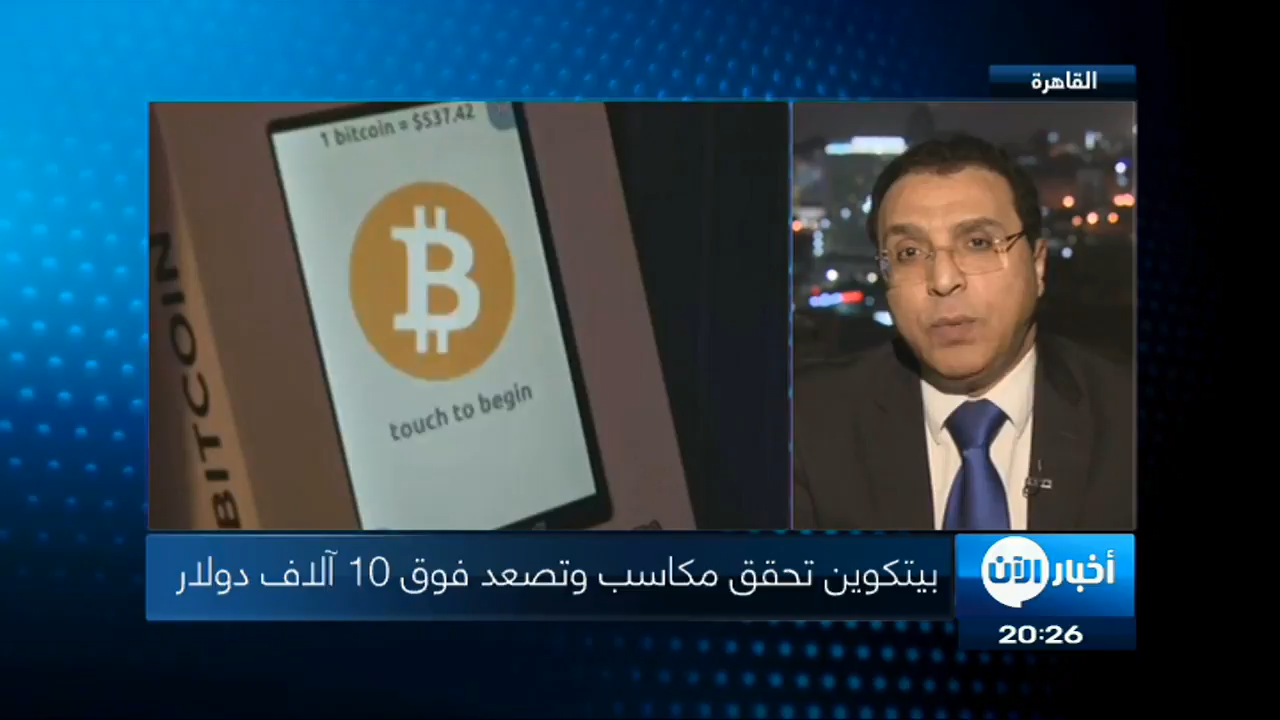 القاهرة
1 bitcoin = $537.42
touch to begin
BITCOIN
بيتكوين تحقق مكاسب وتصعد فوق 10 آلاف دولار
أخبار الآن
20:26